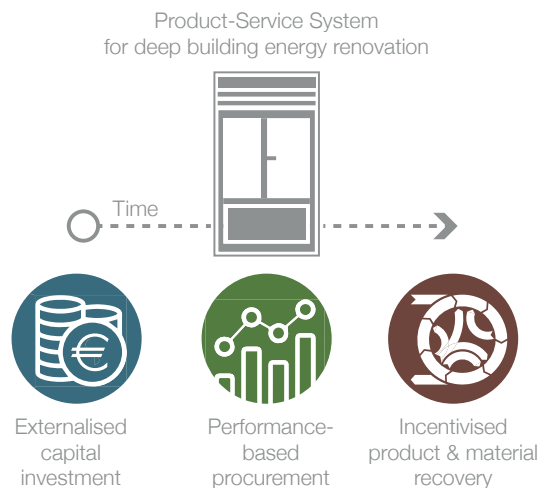 Product-Service System
for deep building energy renovation
Time
€
Externalised
capital
investment
Performance-
based
procurement
Incentivised
product & material
recovery